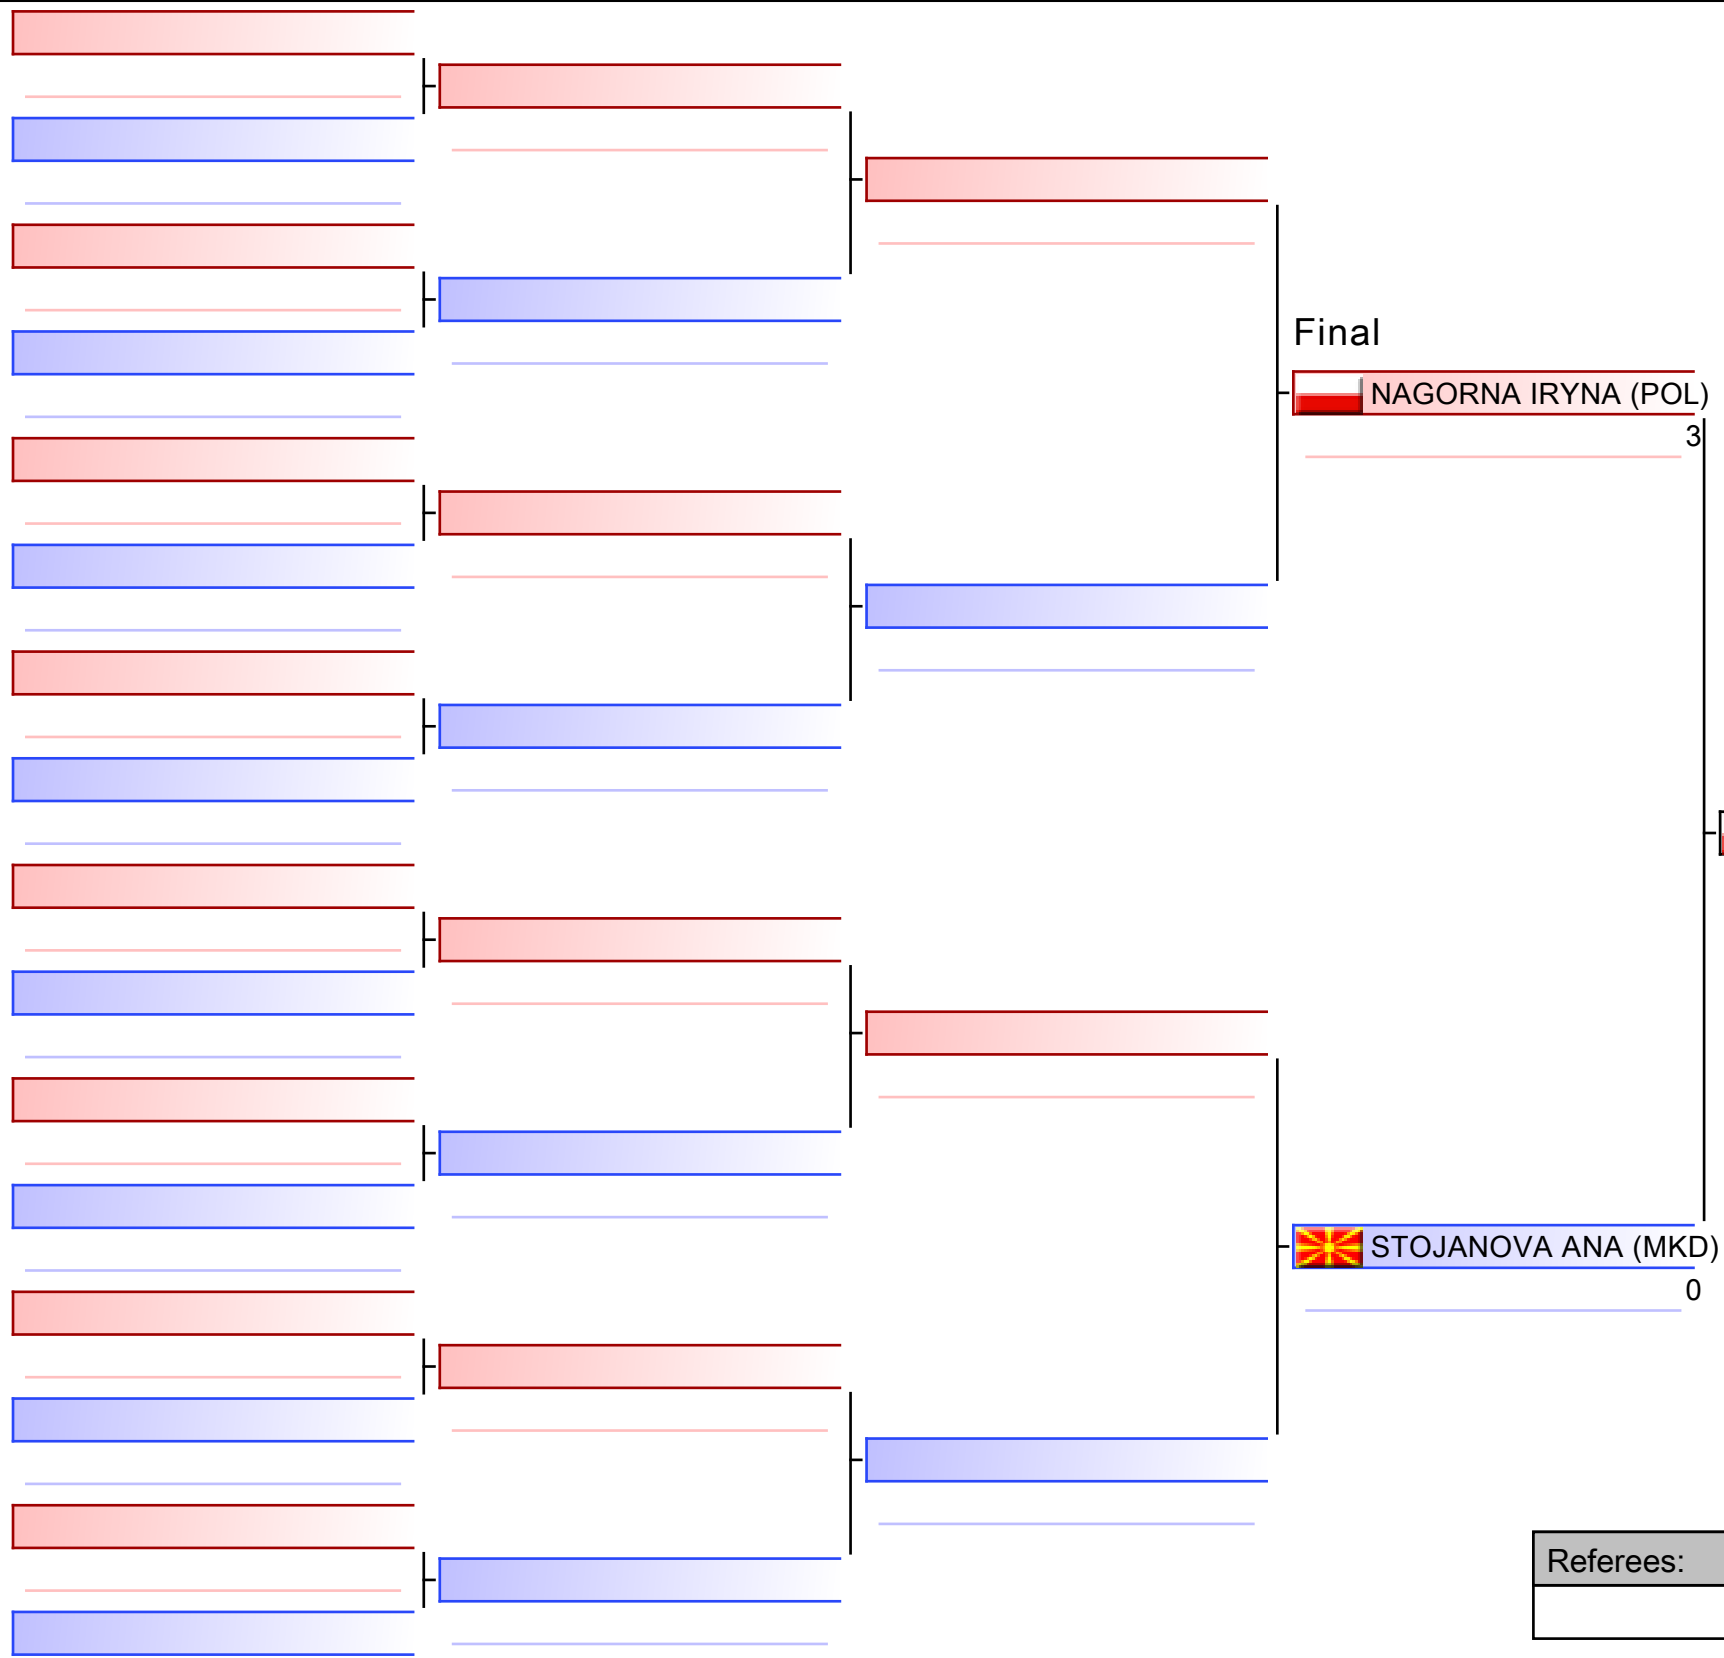 Final
NAGORNA IRYNA (POL)
3
STOJANOVA ANA (MKD)
0
Referees: